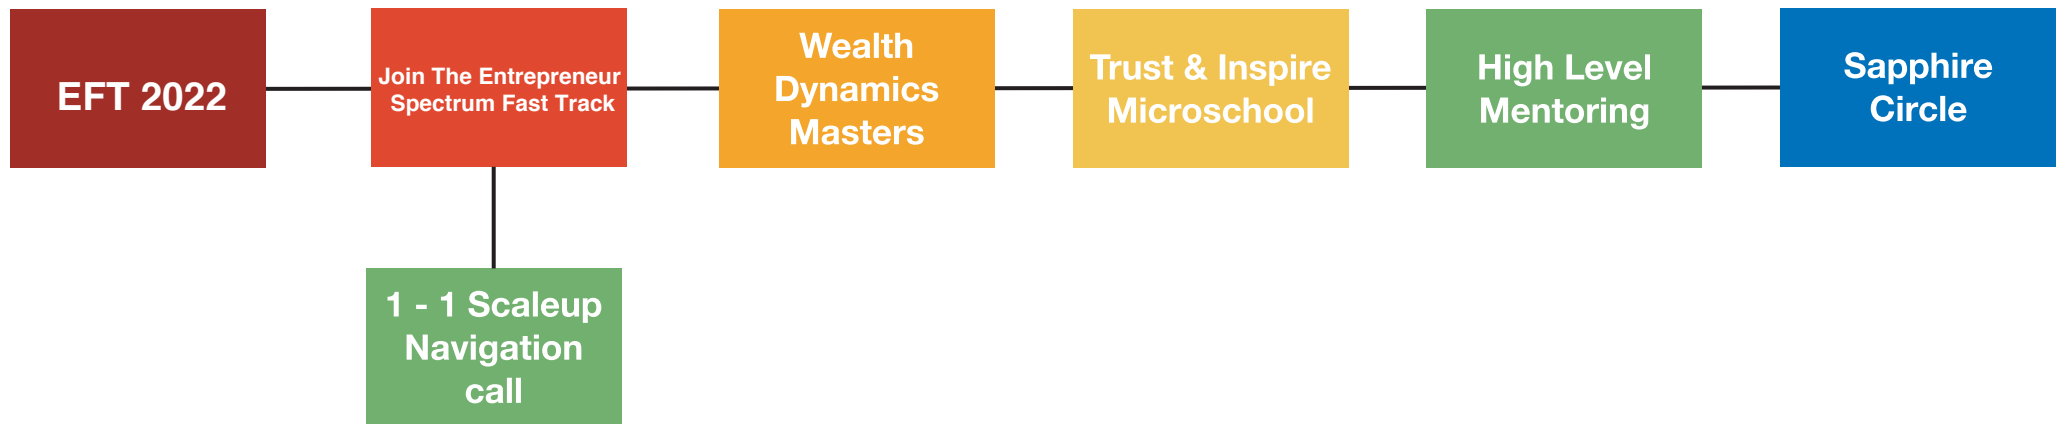 EFT 2022
Join The Entrepreneur
Spectrum Fast Track
Wealth
Dynamics
Masters
Trust & Inspire
Microschool
High Level
Mentoring
Sapphire
Circle
1 - 1 Scaleup
Navigation
call